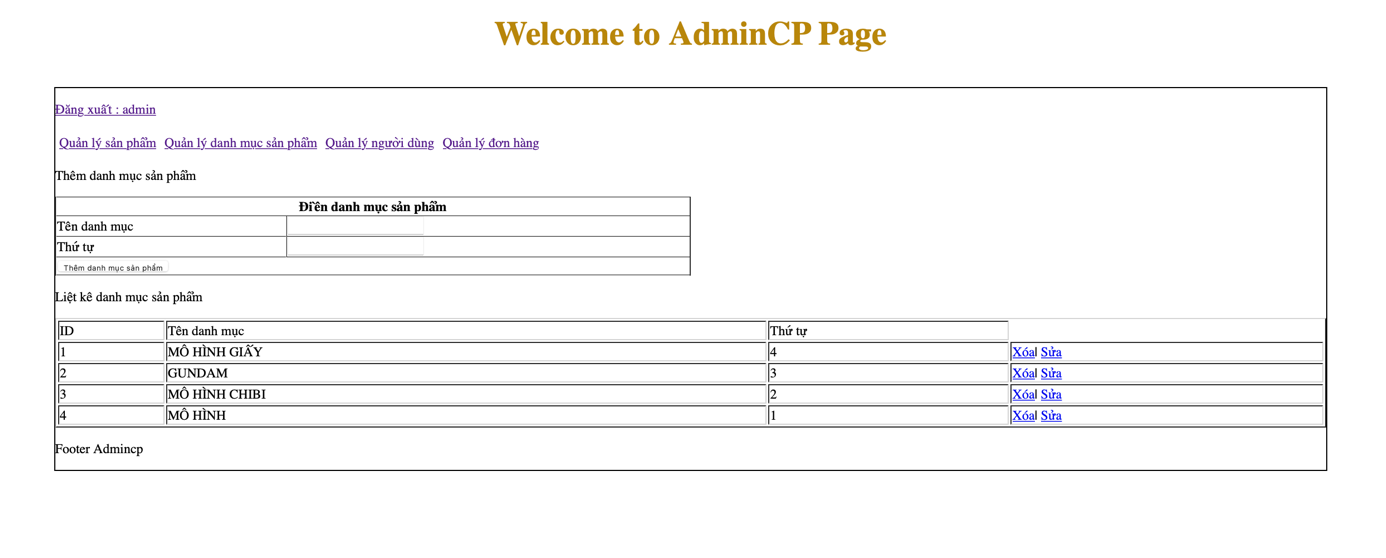 Welcome to AdminCP Page
Đăng xuất : admin
Quản lý sản phẩm Quản lý danh mục sản phẩm Quản lý người dùng Quản lý đơn hàng
Thêm danh mục sản phẩm
Điền danh mục sản phẩm
Tên danh mục
Thứ tự
Thêm danh mục sản phẩm
Liệt kê danh mục sản phẩm
ID Tên danh mục Thứ tự
1 MÔ HÌNH GIẤY 4 Xóa| Sửa
2 GUNDAM 3 Xóa| Sửa
3 MÔ HÌNH CHIBI 2 Xóa| Sửa
4 MÔ HÌNH 1 Xóa| Sửa
Footer Admincp